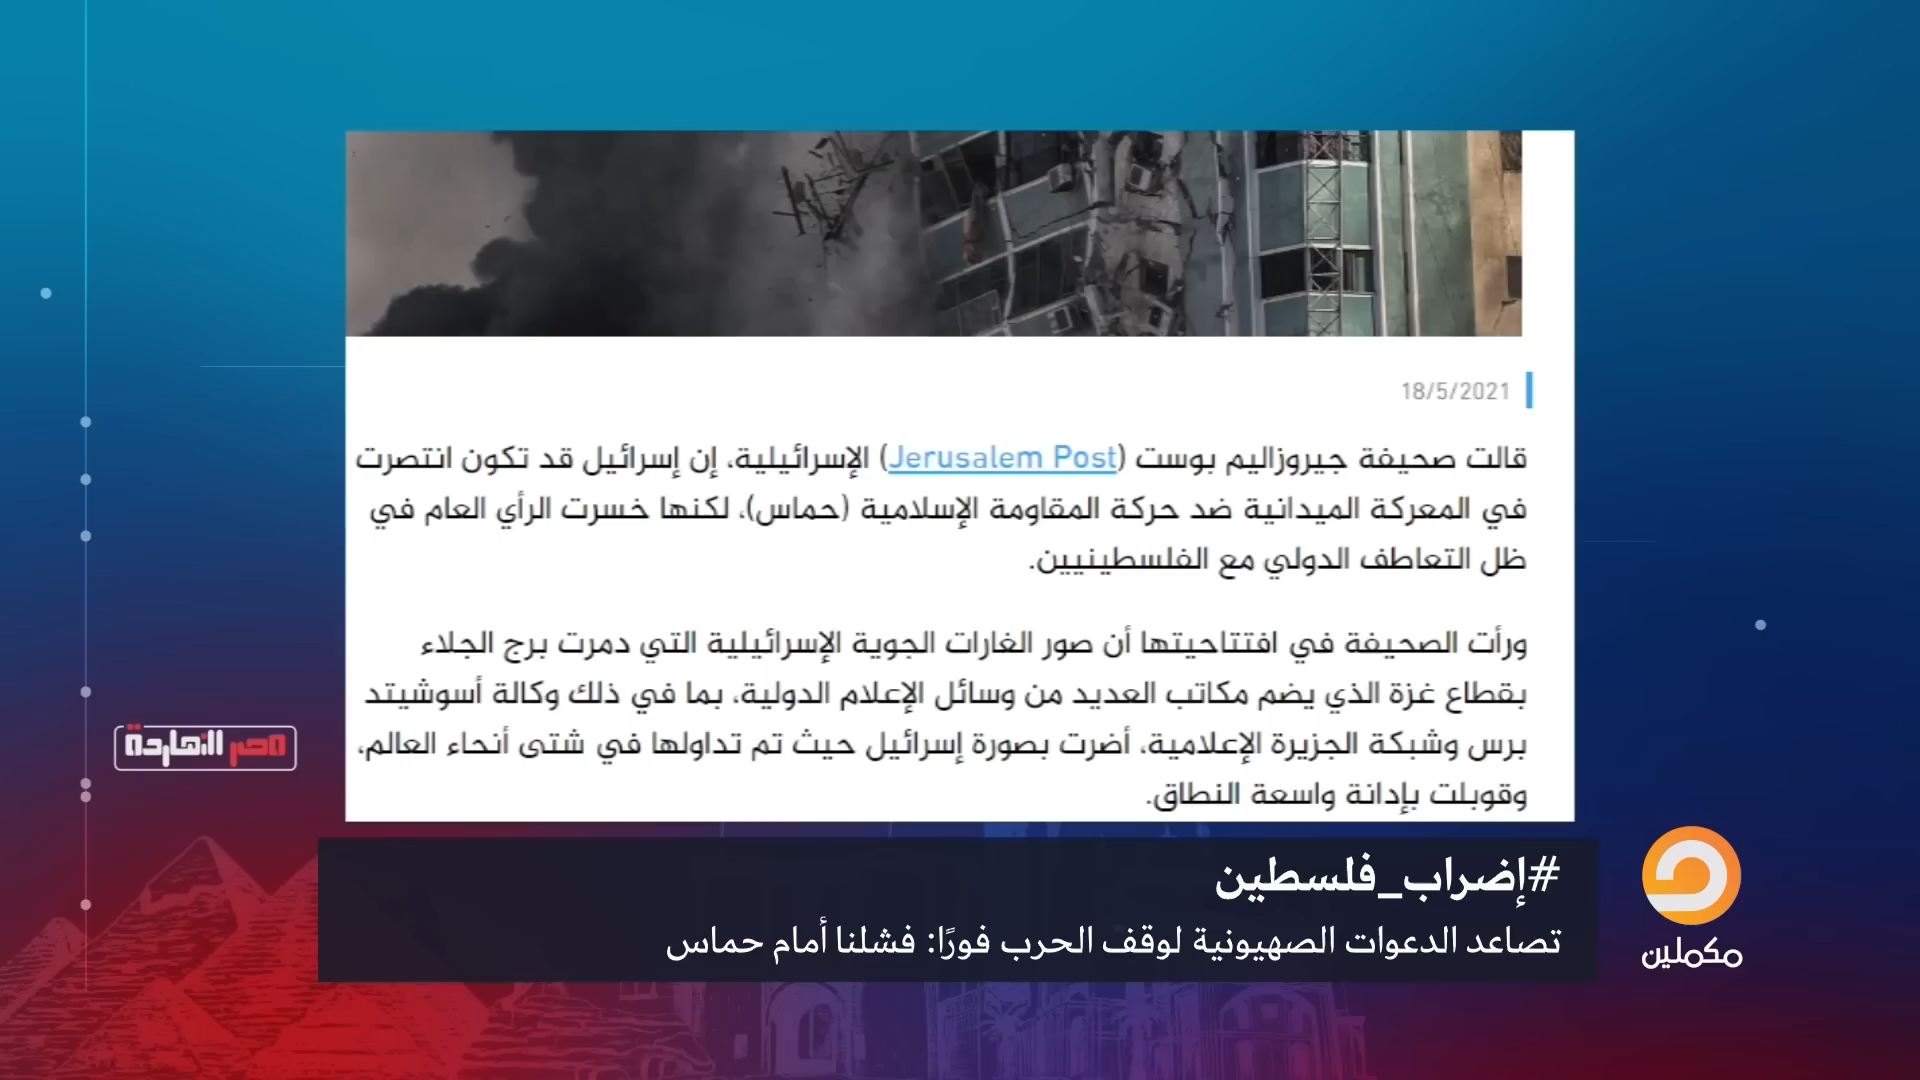 18/5/2021
قالت صحيفة جيروزاليم بوست (Jerusalem Post) الإسرائيلية، إن إسرائيل قد تكون انتصرت
في المعركة الميدانية ضد حركة المقاومة الإسلامية (حماس)، لكنها خسرت الرأي العام في
ظل التعاطف الدولي مع الفلسطينيين.
ورأت الصحيفة في افتتاحيتها أن صور الغارات الجوية الإسرائيلية التي دمرت برج الجلاء
بقطاع غزة الذي يضم مكاتب العديد من وسائل الإعلام الدولية، بما في ذلك وكالة أسوشيتد
برس وشبكة الجزيرة الإعلامية، أضرت بصورة إسرائيل حيث تم تداولها في شتى أنحاء العالم،
وقوبلت بإدانة واسعة النطاق.
مصر النهاردة
#إضراب_فلسطين
تصاعد الدعوات الصهيونية لوقف الحرب فورًا: فشلنا أمام حماس
مكملين